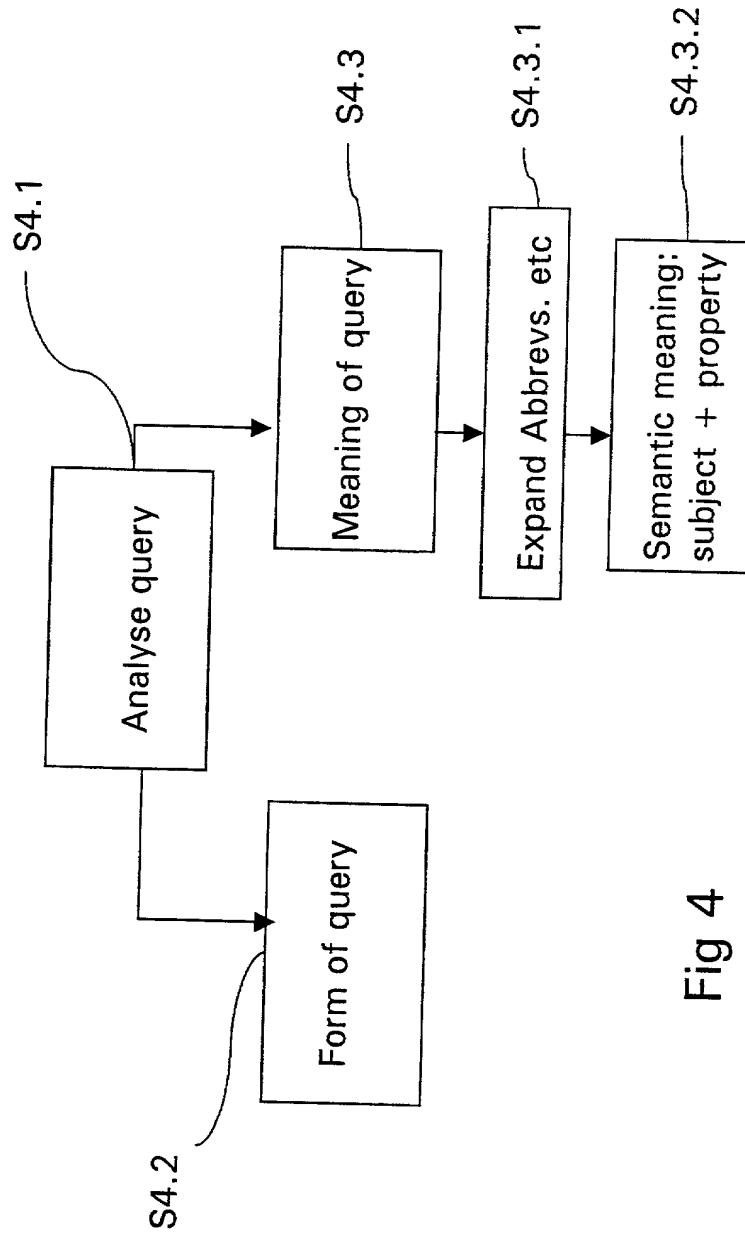 S4.1
Analyse query
S4.2
Form of query
Meaning of query
S4.3
Expand Abbrevs. etc
S4.3.1
Semantic meaning:
subject + property
S4.3.2
Fig 4